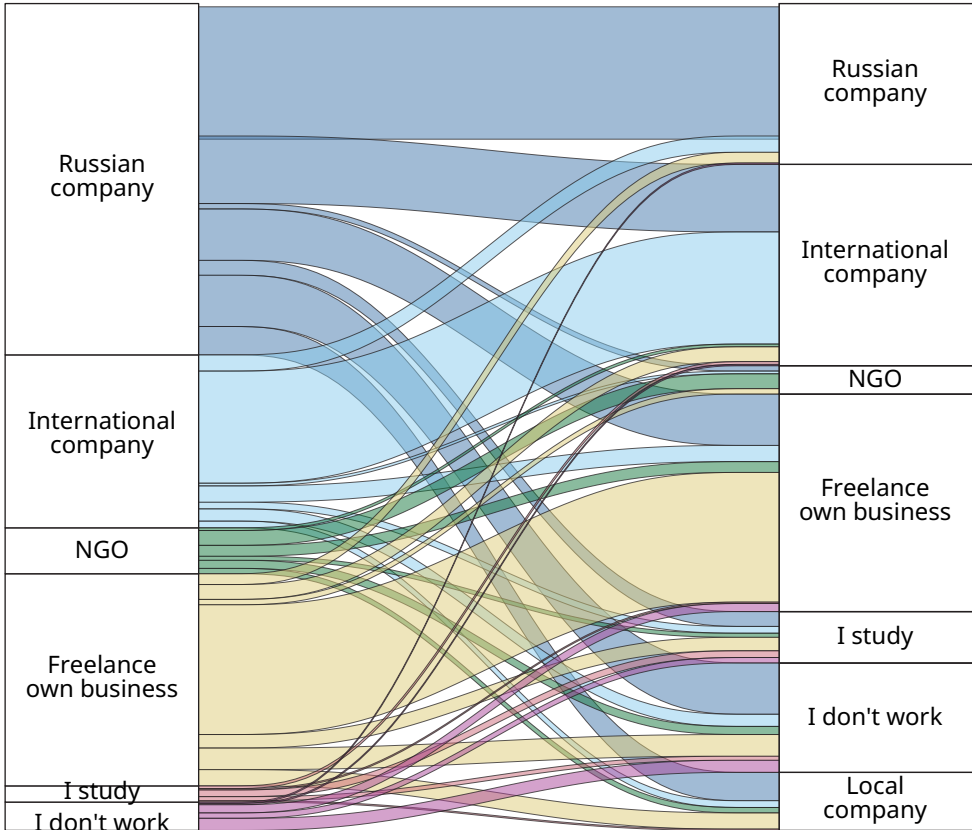 Russian
company
International
company
NGO
Freelance
own business
I study
I don't work
Russian
company
International
company
NGO
Freelance
own business
I study
I don't work
Local
company